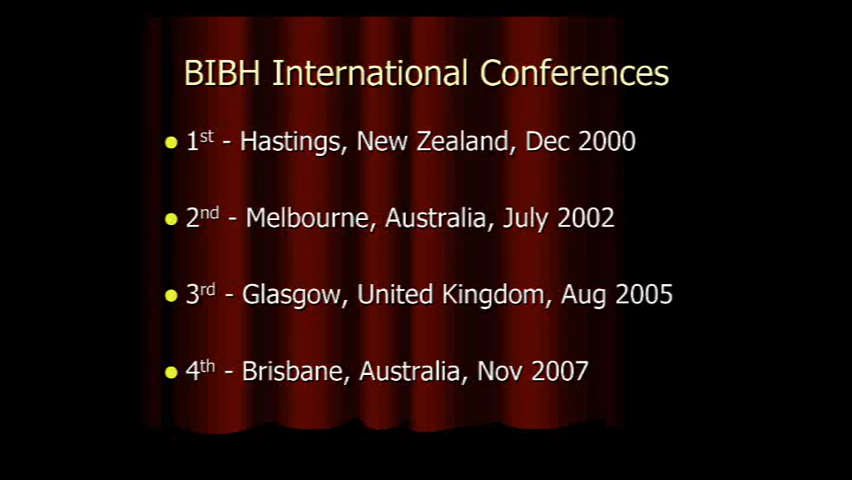 BIBH International Conferences
1st - Hastings, New Zealand, Dec 2000
2nd - Melbourne, Australia, July 2002
3rd - Glasgow, United Kingdom, Aug 2005
4th - Brisbane, Australia, Nov 2007